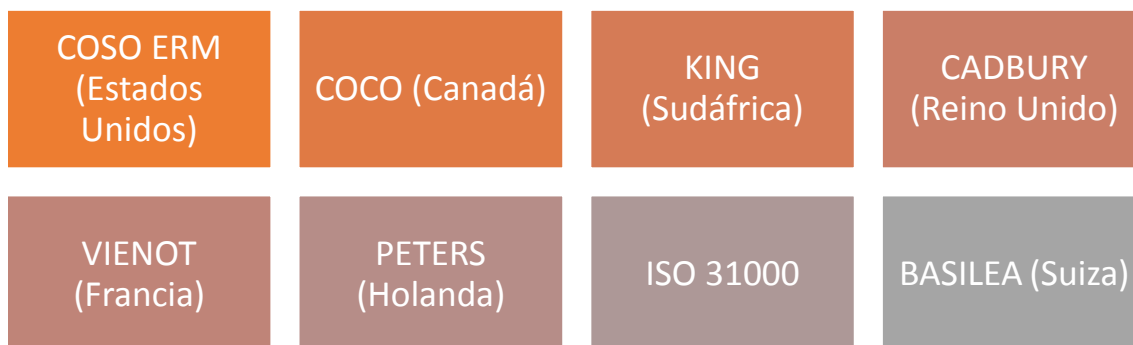 COSO ERM
(Estados
Unidos)
COCO (Canadá)
KING
(Sudáfrica)
CADBURY
(Reino Unido)
VIENOT
(Francia)
PETERS
(Holanda)
ISO 31000
BASILEA (Suiza)